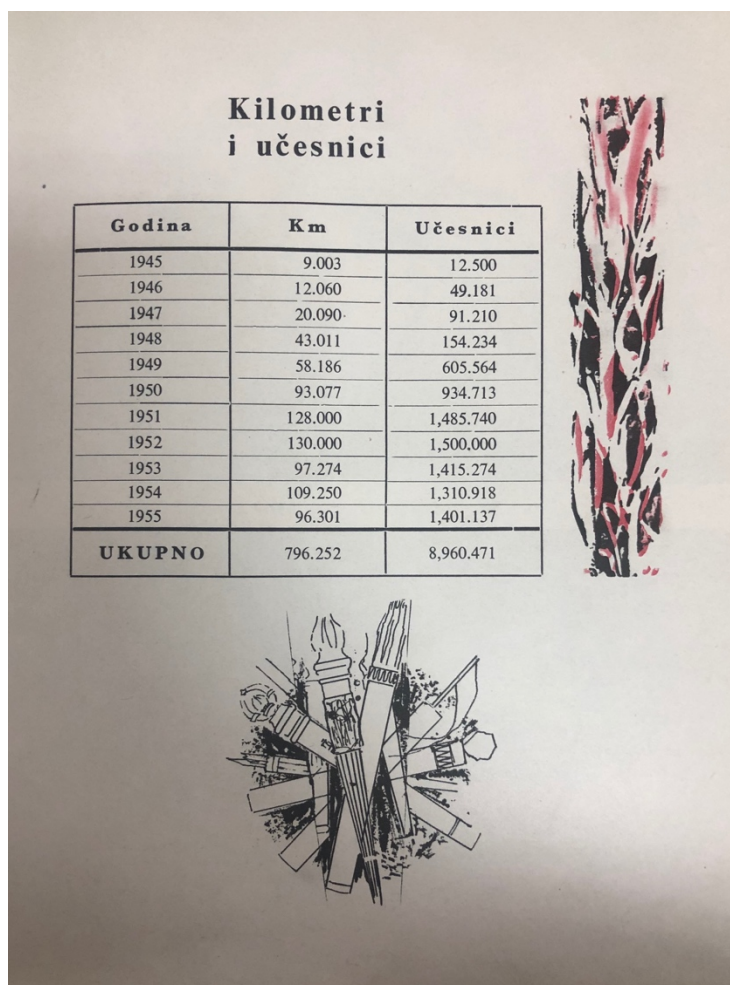 Kilometri
i učesnici
Godina Km Učesnici
1945 9.003 12.500
1946 12.060 49.181
1947 20.090 91.210
1948 43.011 154.234
1949 58.186 605.564
1950 93.077 934.713
1951 128.000 1,485.740
1952 130.000 1,500.000
1953 97.274 1,415.274
1954 109.250 1,310.918
1955 96.301 1,401.137
UKUPNO 796.252 8,960.471